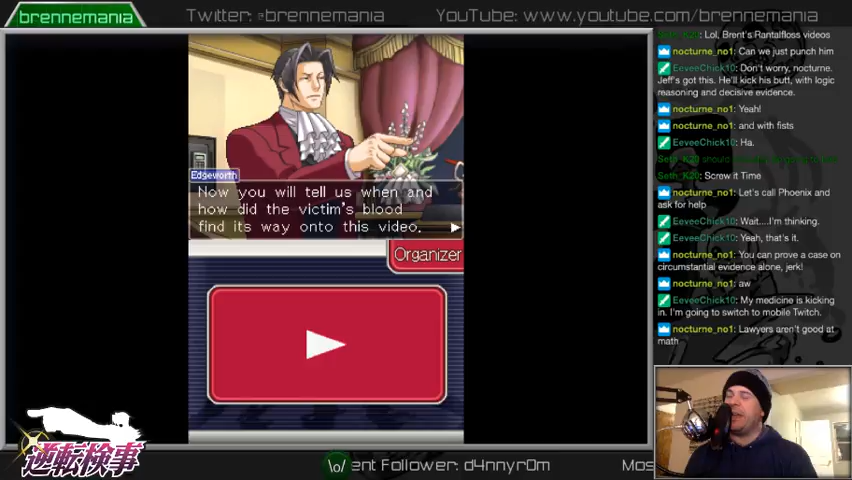 brennemania
Twitter: @brennemania
YouTube: www.youtube.com/brennemania
Seth_K20: Lol, Brent's Rantalfloss videos
nocturne_no1: Can we just punch him
EeveeChick10: Don't worry, nocturne.
Jeff's got this. He'll kick his butt, with logic
reasoning and decisive evidence.
nocturne_no1: Yeah!
nocturne_no1: and with fists
EeveeChick10: Ha.
Seth_K20: Screw it Time
nocturne_no1: Let's call Phoenix and
ask for help
EeveeChick10: Wait....I'm thinking.
EeveeChick10: Yeah, that's it.
nocturne_no1: You can prove a case on
circumstantial evidence alone, jerk!
nocturne_no1: aw
EeveeChick10: My medicine is kicking
in. I'm going to switch to mobile Twitch.
nocturne_no1: Lawyers aren't good at
math
Edgeworth
Now you will tell us when and
how did the victim's blood
find its way onto this video.
Organizer
逆転検事
\o/
ent Follower: d4nnyr0m
Mos